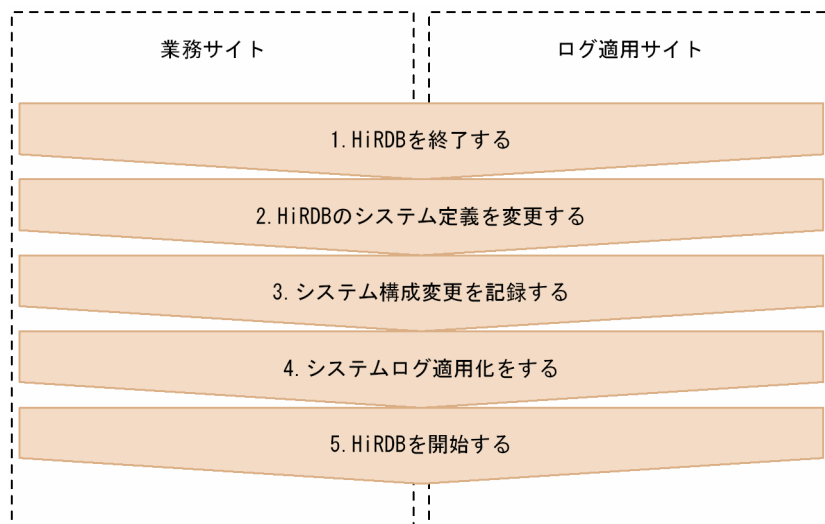 業務サイト
ログ適用サイト
1.HiRDBを終了する
2.HiRDBのシステム定義を変更する
3.システム構成変更を記録する
4.システムログ適用化をする
5.HiRDBを開始する